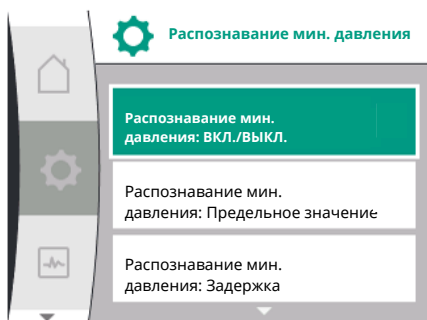 Распознавание мин. давления
Распознавание мин.
давления: ВКЛ./ВЫКЛ.
Распознавание мин.
давления: Предельное значение
Распознавание мин.
давления: Задержка